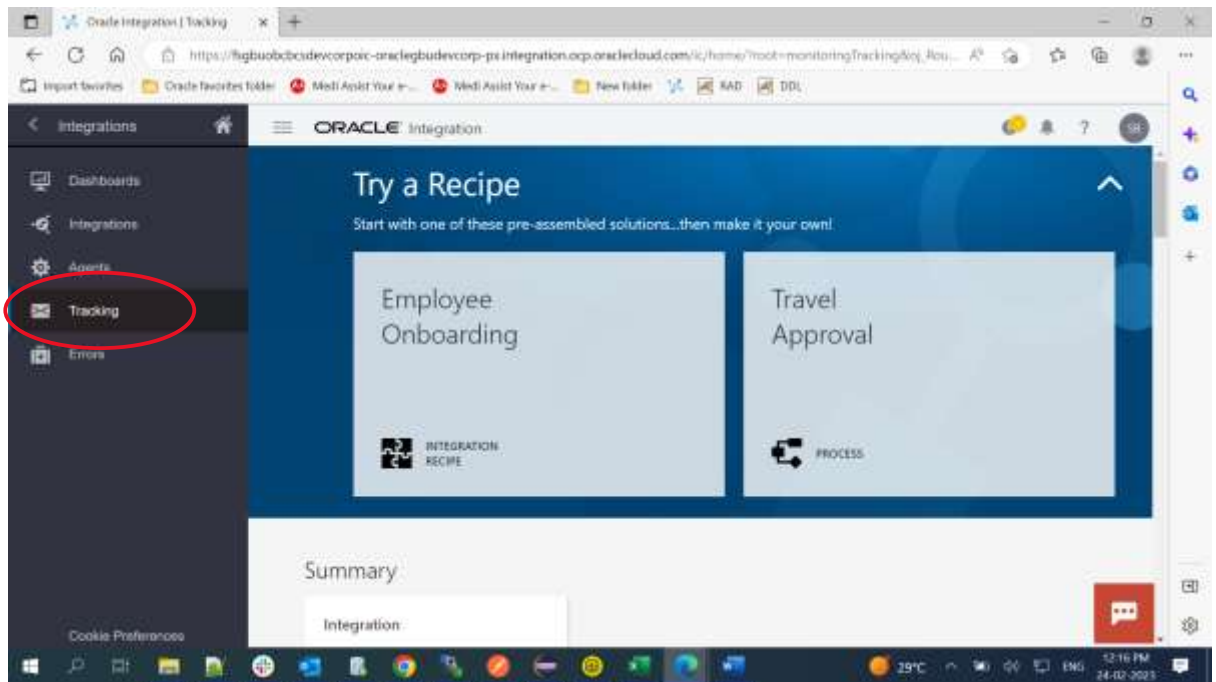 Oracle Integration | Tracking
Import favorites
Oracle favorites folder
Medi Assist Your e-...
Medi Assist Your e-...
New folder
RAD
DDL
Integrations
ORACLE Integration
?
SB
Dashboards
Integrations
Agents
Tracking
Errors
Cookie Preferences
Try a Recipe
Start with one of these pre-assembled solutions...then make it your own!
Employee
Onboarding
INTEGRATION
RECIPE
Travel
Approval
PROCESS
Summary
Integration
29°C
ENG
12:16 PM
24-02-2023